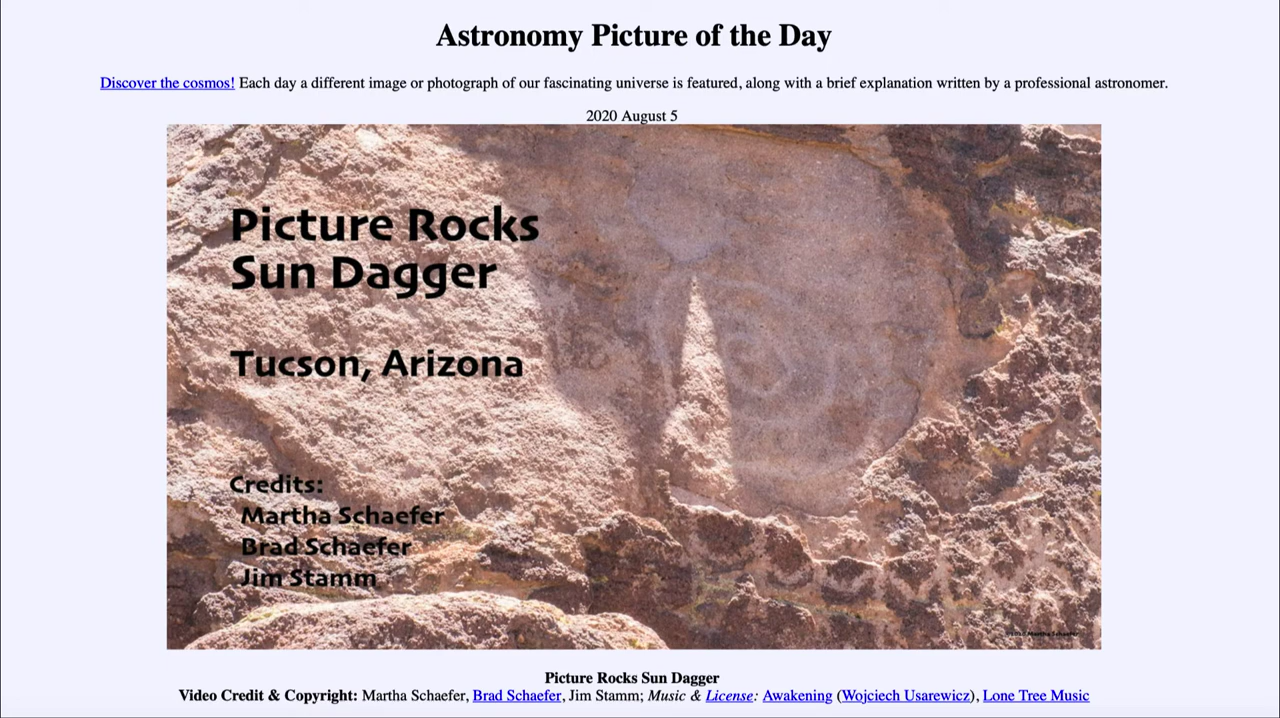 Astronomy Picture of the Day
Discover the cosmos! Each day a different image or photograph of our fascinating universe is featured, along with a brief explanation written by a professional astronomer.
2020 August 5
Picture Rocks
Sun Dagger
Tucson, Arizona
Credits:
Martha Schaefer
Brad Schaefer
Jim Stamm
©2020 Martha Schaefer
Picture Rocks Sun Dagger
Video Credit & Copyright: Martha Schaefer, Brad Schaefer, Jim Stamm; Music & License: Awakening (Wojciech Usarewicz), Lone Tree Music